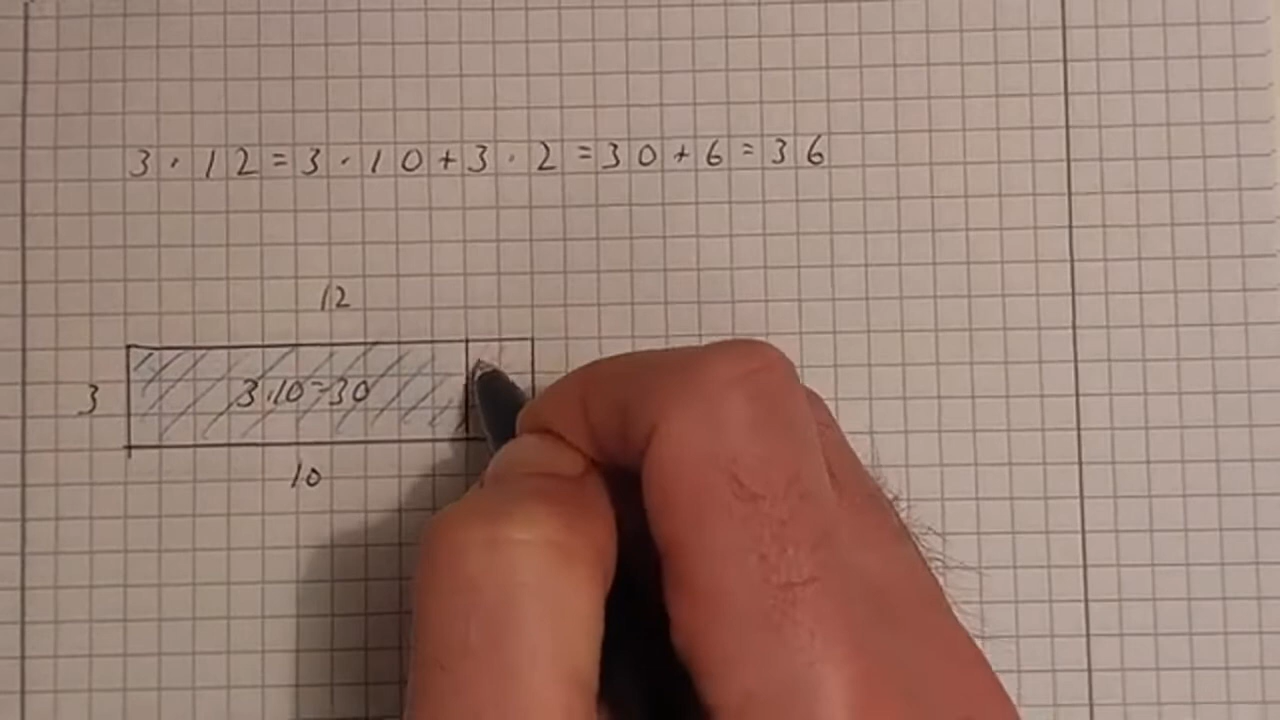 3 · 12 = 3 · 10 + 3 · 2 = 30 + 6 = 36
12
3
3·10=30
10